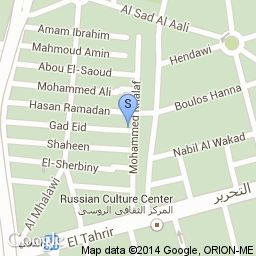 Al Sad Al Aali
Amam Ibrahim
Mahmoud Amin
Hendawi
Abou El-Saoud
Mohammed Ali
S
Hasan Ramadan
Boulos Hanna
Mohammed Khalaf
Gad Eid
Shaheen
Nabil Al Wakad
El-Sherbiny
Al Mhalawi
Russian Culture Center
المركز الثقافي الروسي
التحرير
El Tahrir
Google
Map data ©2014 Google, ORION-ME